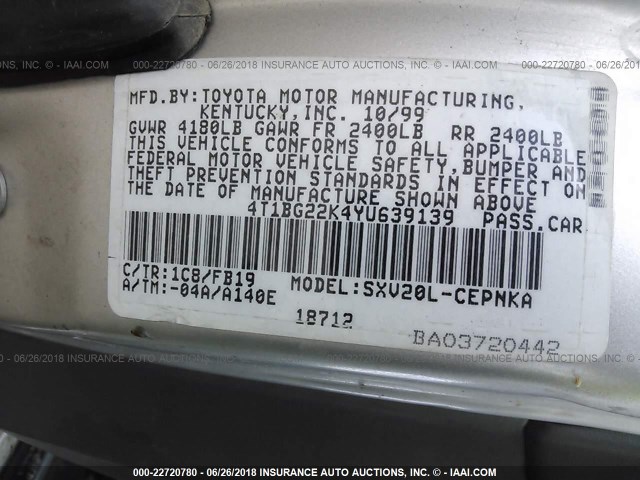 000-22720780 - 06/26/2018 INSURANCE AUTO AUCTIONS, INC. - © IAAI.COM
MFD.BY:TOYOTA MOTOR MANUFACTURING,
KENTUCKY,INC. 10/99
GVWR 4180LB GAWR FR 2400LB RR 2400LB
THIS VEHICLE CONFORMS TO ALL APPLICABLE
FEDERAL MOTOR VEHICLE SAFETY,BUMPER AND
THEFT PREVENTION STANDARDS IN EFFECT ON
THE DATE OF MANUFACTURE SHOWN ABOVE
4T1BG22K4YU639139 PASS.CAR
C/TR:1C8/FB19 MODEL:SXV20L-CEPNKA
A/TM:-04A/A140E
18712
BA03720442
000-22720780 - 06/26/2018 INSURANCE AUTO AUCTIONS, INC. - © IAAI.COM
000-22720780 - 06/26/2018 INSURANCE AUTO AUCTIONS, INC. - © IAAI.COM